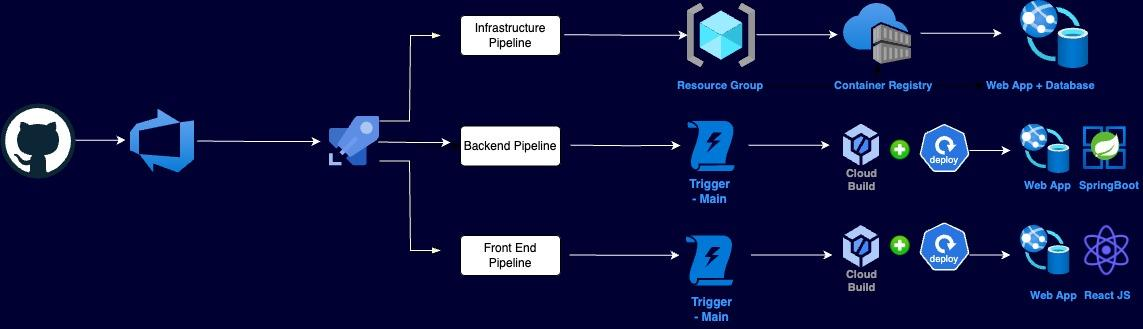 Infrastructure
Pipeline
Resource Group
Container Registry
Web App + Database
Backend Pipeline
Trigger
- Main
Cloud
Build
deploy
Web App
SpringBoot
Front End
Pipeline
Trigger
- Main
Cloud
Build
deploy
Web App
React JS